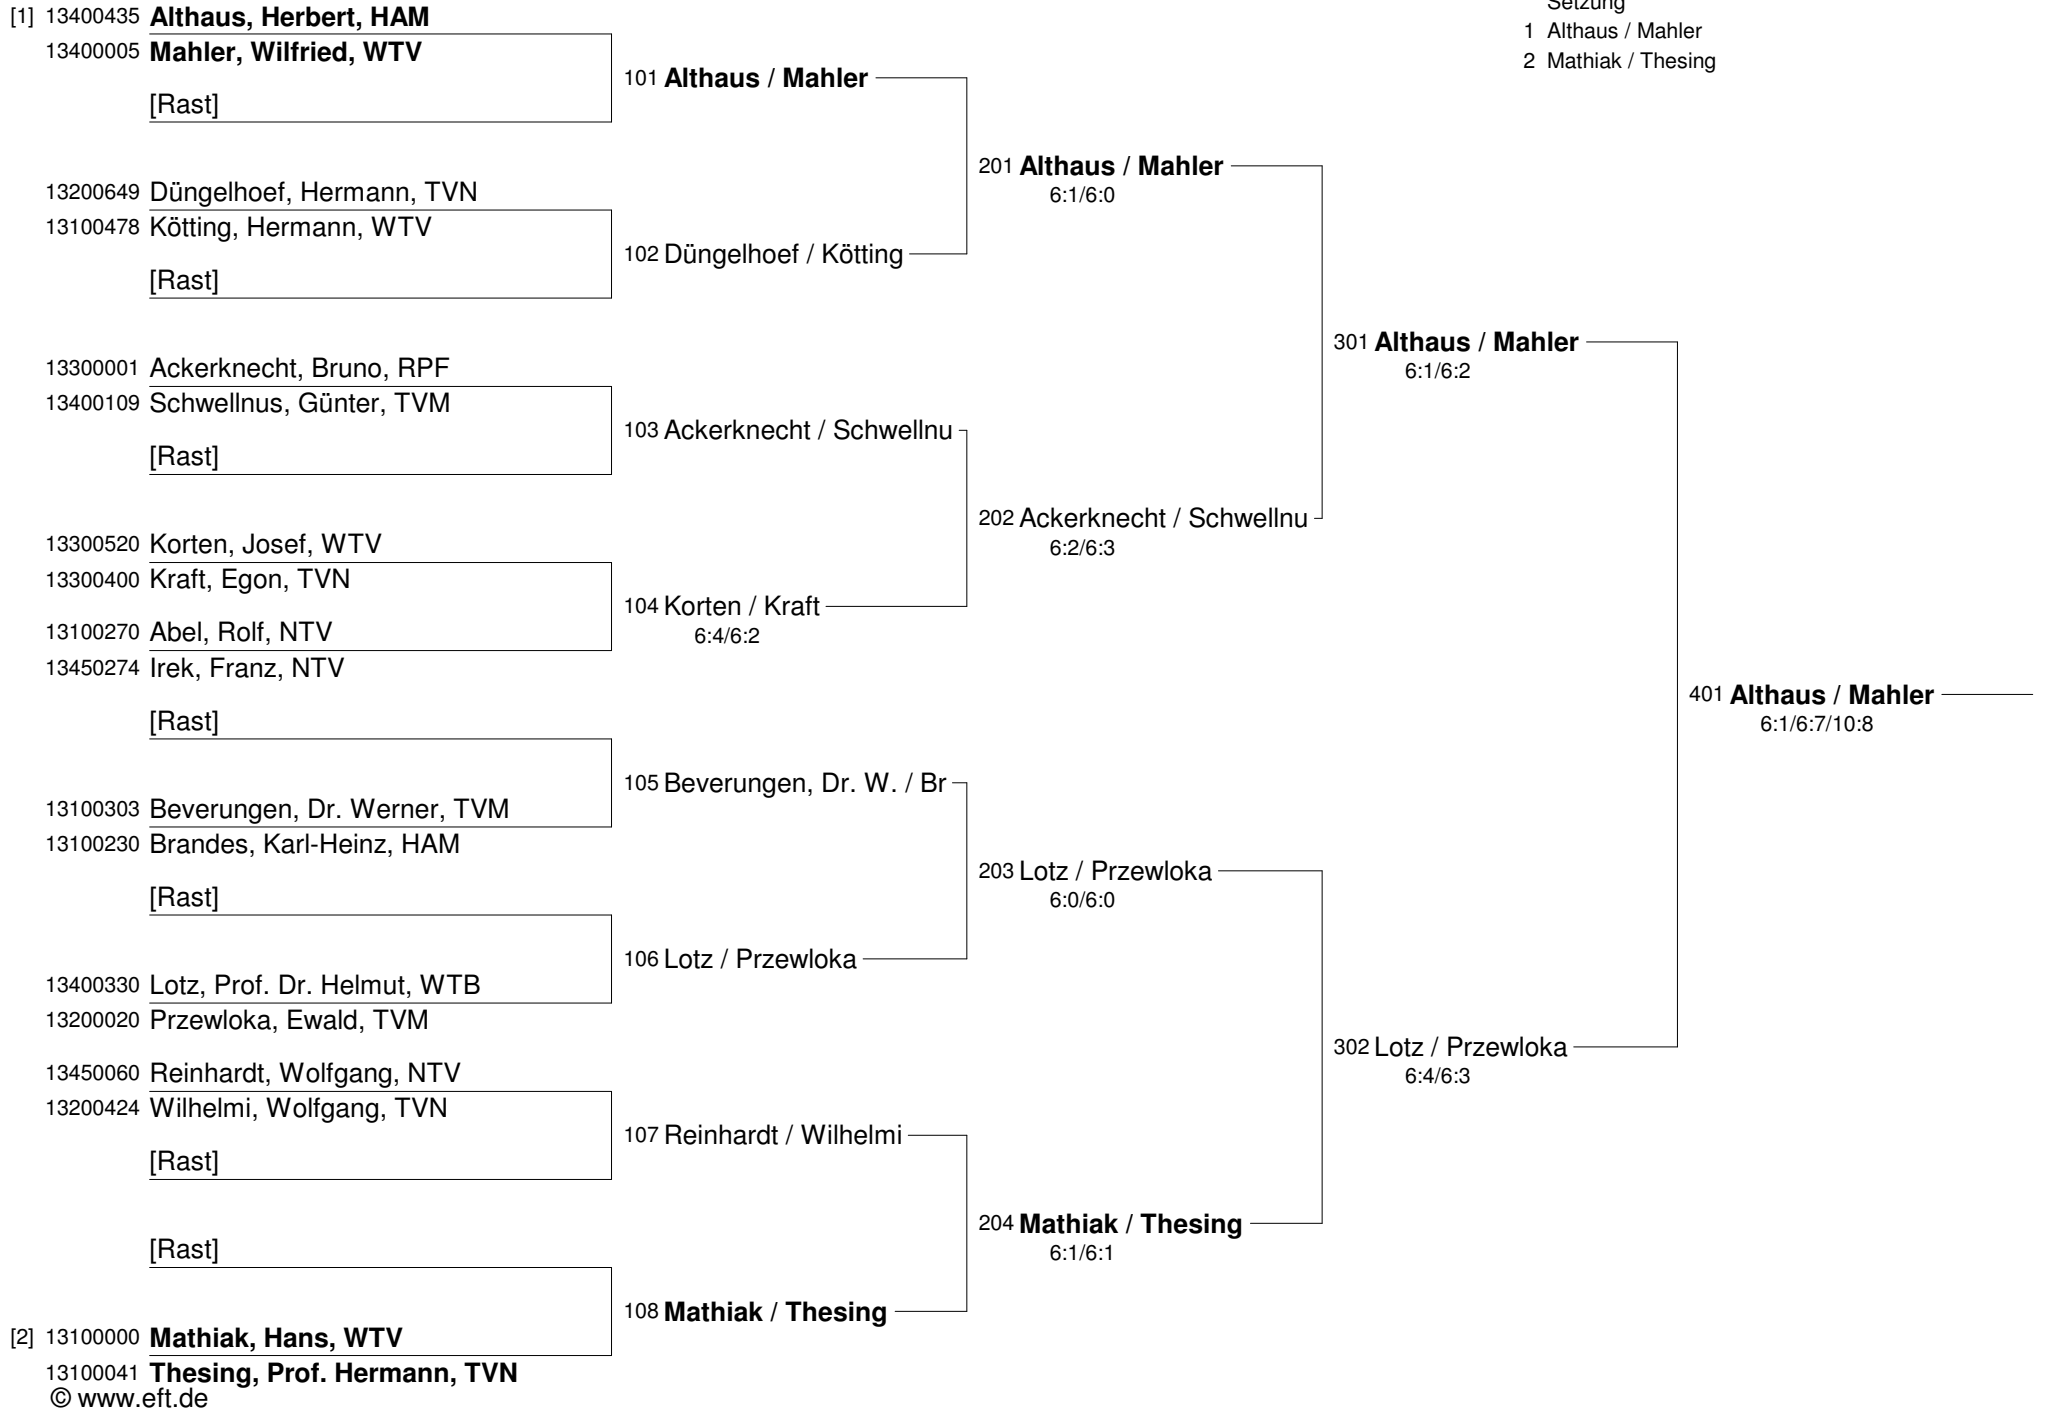 [1] 13400435 Althaus, Herbert, HAM
13400005 Mahler, Wilfried, WTV
[Rast]
13200649 Düngelhoef, Hermann, TVN
13100478 Kötting, Hermann, WTV
[Rast]
13300001 Ackerknecht, Bruno, RPF
13400109 Schwellnus, Günter, TVM
[Rast]
13300520 Korten, Josef, WTV
13300400 Kraft, Egon, TVN
13100270 Abel, Rolf, NTV
13450274 Irek, Franz, NTV
[Rast]
13100303 Beverungen, Dr. Werner, TVM
13100230 Brandes, Karl-Heinz, HAM
[Rast]
13400330 Lotz, Prof. Dr. Helmut, WTB
13200020 Przewloka, Ewald, TVM
13450060 Reinhardt, Wolfgang, NTV
13200424 Wilhelmi, Wolfgang, TVN
[Rast]
[Rast]
[2] 13100000 Mathiak, Hans, WTV
13100041 Thesing, Prof. Hermann, TVN
© www.eft.de
101 Althaus / Mahler
102 Düngelhoef / Kötting
103 Ackerknecht / Schwellnu
104 Korten / Kraft
6:4/6:2
105 Beverungen, Dr. W. / Br
106 Lotz / Przewloka
107 Reinhardt / Wilhelmi
108 Mathiak / Thesing
201 Althaus / Mahler
6:1/6:0
202 Ackerknecht / Schwellnu
6:2/6:3
203 Lotz / Przewloka
6:0/6:0
204 Mathiak / Thesing
6:1/6:1
301 Althaus / Mahler
6:1/6:2
302 Lotz / Przewloka
6:4/6:3
401 Althaus / Mahler
6:1/6:7/10:8
Setzung
1 Althaus / Mahler
2 Mathiak / Thesing